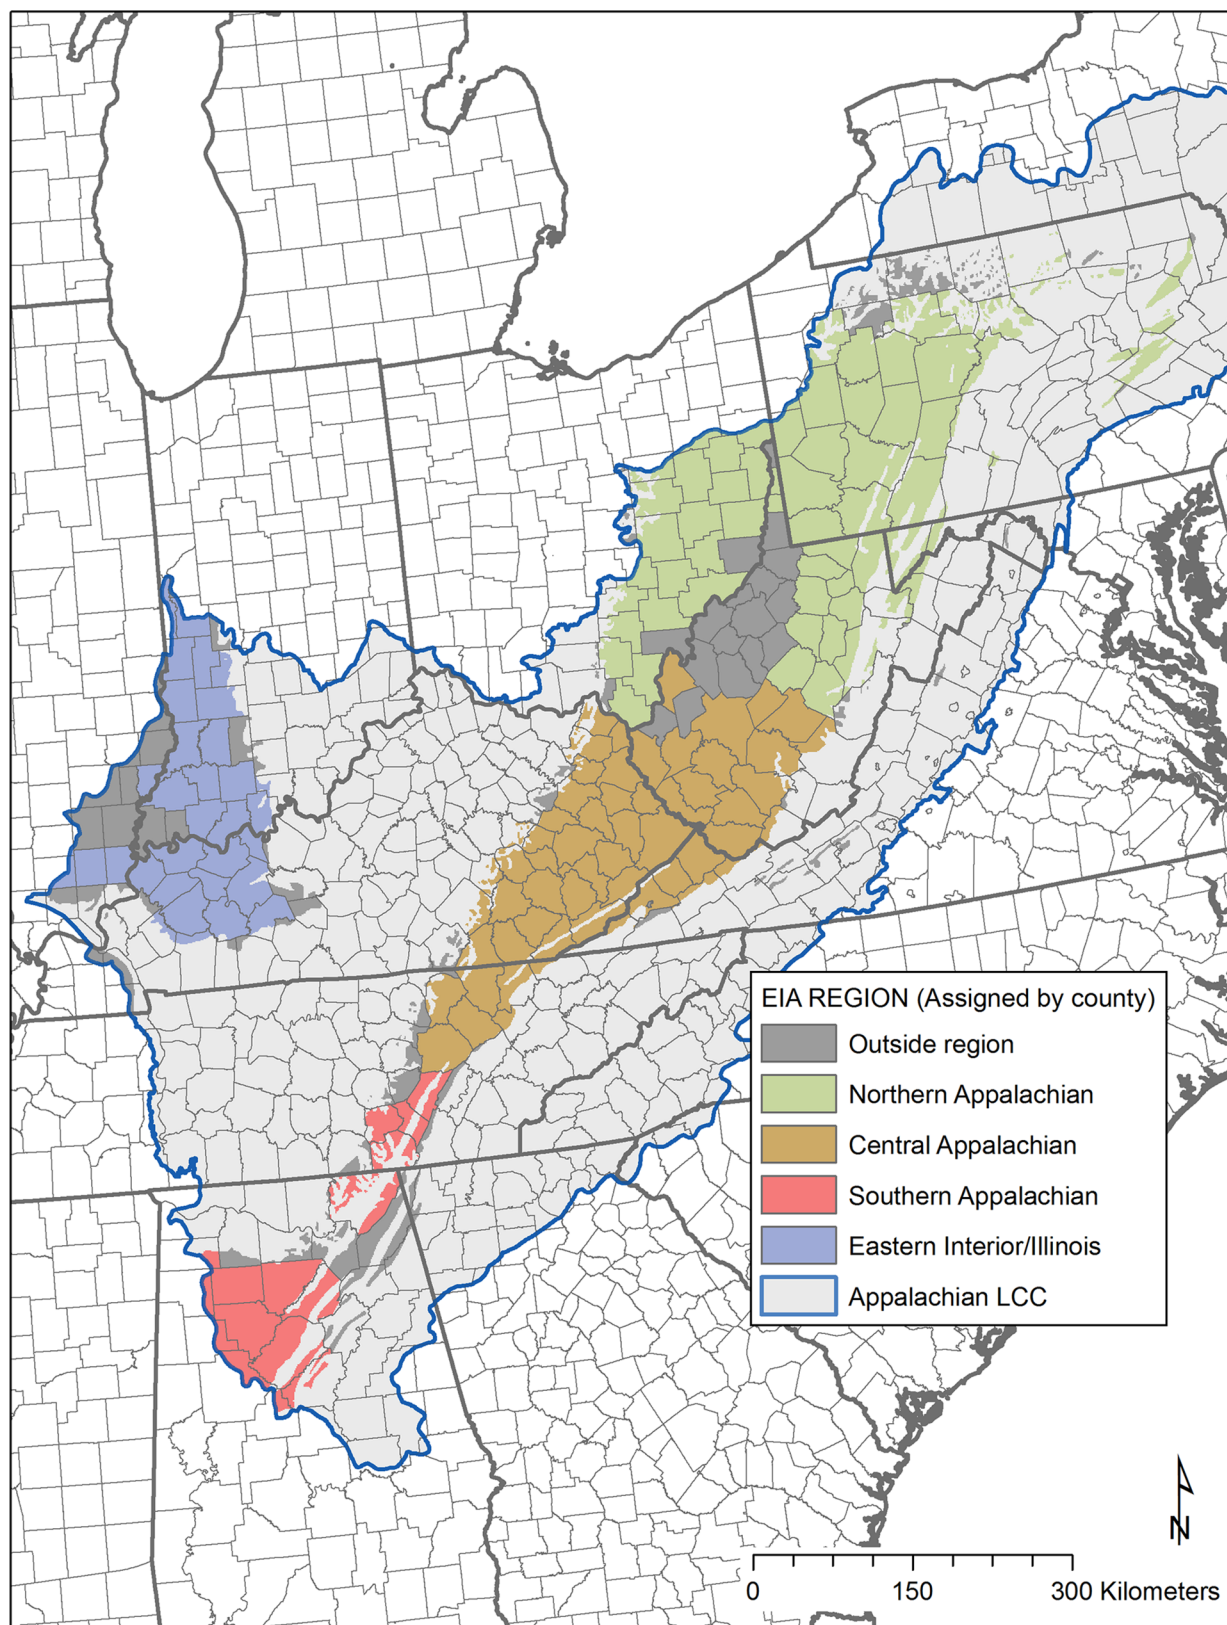 EIA REGION (Assigned by county)
Outside region
Northern Appalachian
Central Appalachian
Southern Appalachian
Eastern Interior/Illinois
Appalachian LCC
N
0 150 300 Kilometers